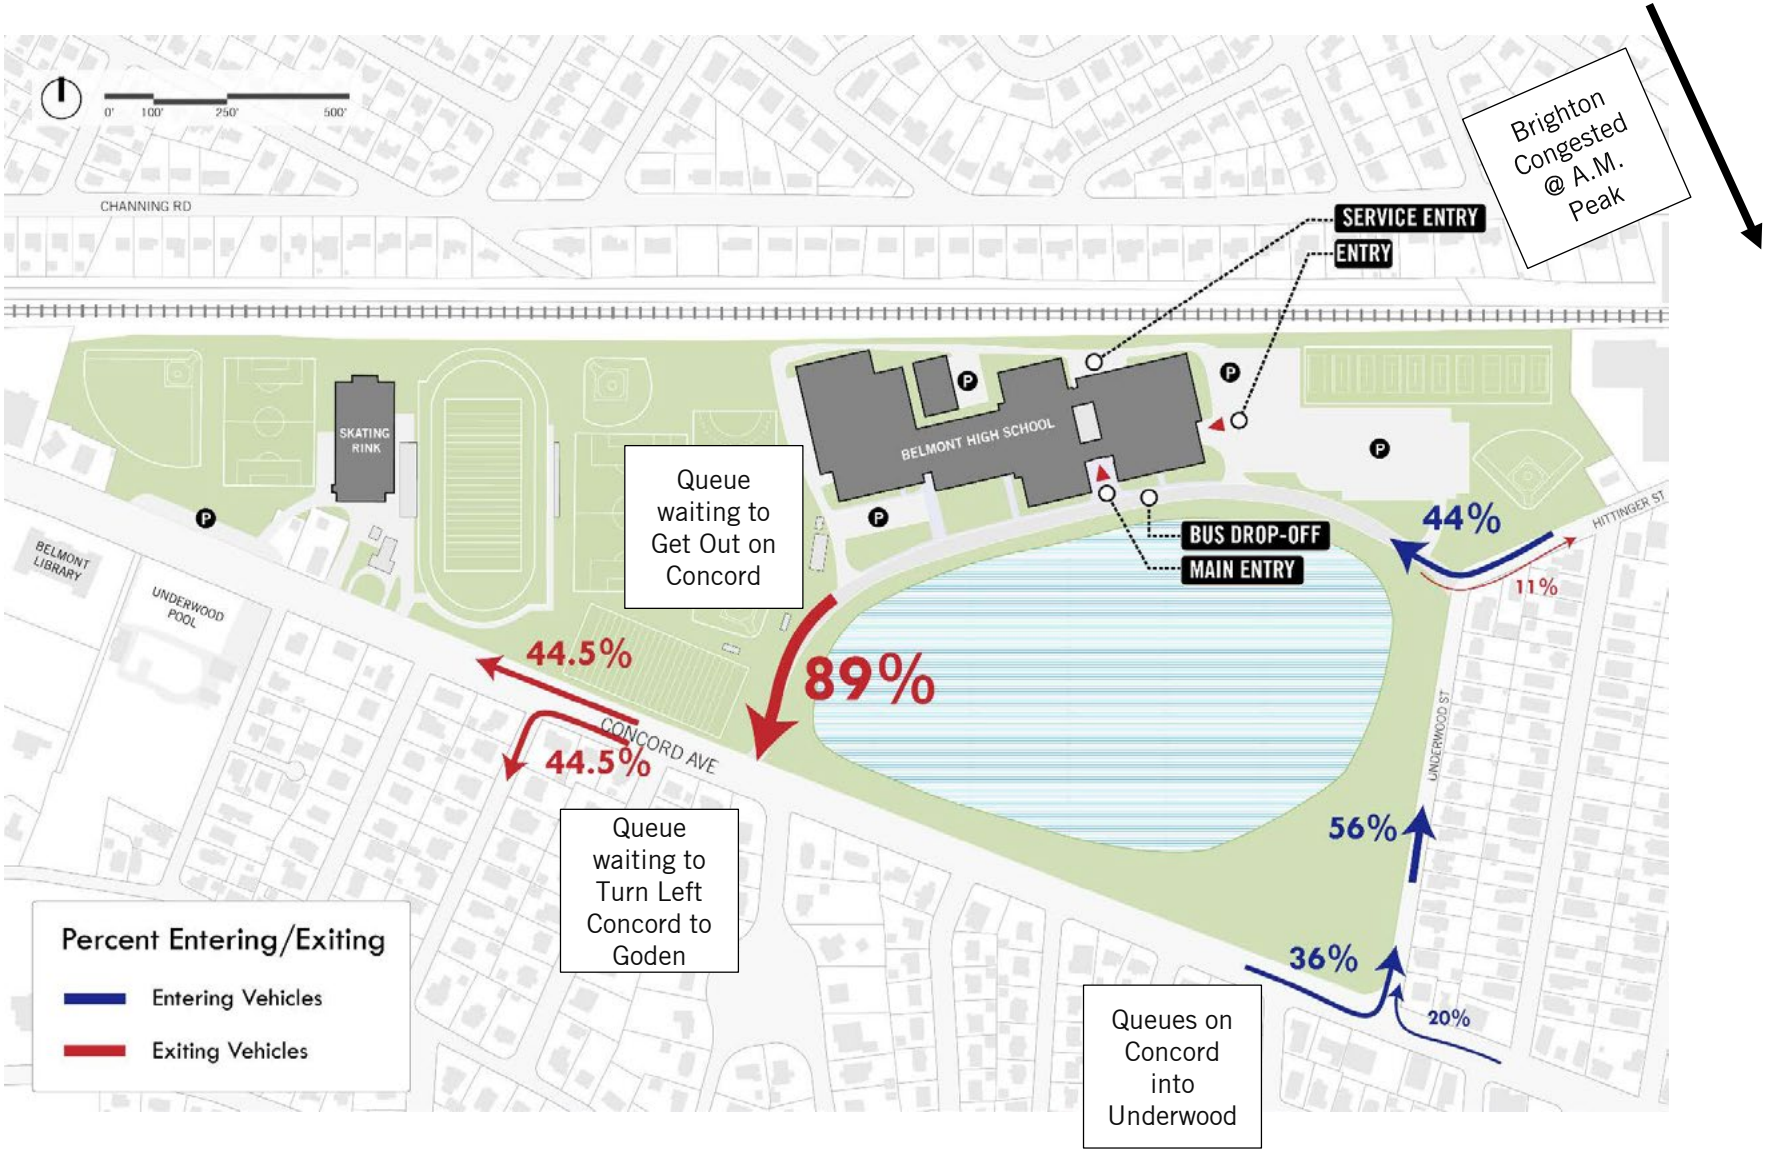 Brighton
Congested
@ A.M.
Peak
0'
100'
250'
500'
CHANNING RD
SERVICE ENTRY
ENTRY
P
P
P
P
P
SKATING
RINK
BELMONT HIGH SCHOOL
Queue
waiting to
Get Out on
Concord
BUS DROP-OFF
MAIN ENTRY
44%
11%
HITTINGER ST
BELMONT
LIBRARY
UNDERWOOD
POOL
44.5%
89%
CONCORD AVE
44.5%
UNDERWOOD ST
56%
Queue
waiting to
Turn Left
Concord to
Goden
36%
20%
Queues on
Concord
into
Underwood
Percent Entering/Exiting
Entering Vehicles
Exiting Vehicles